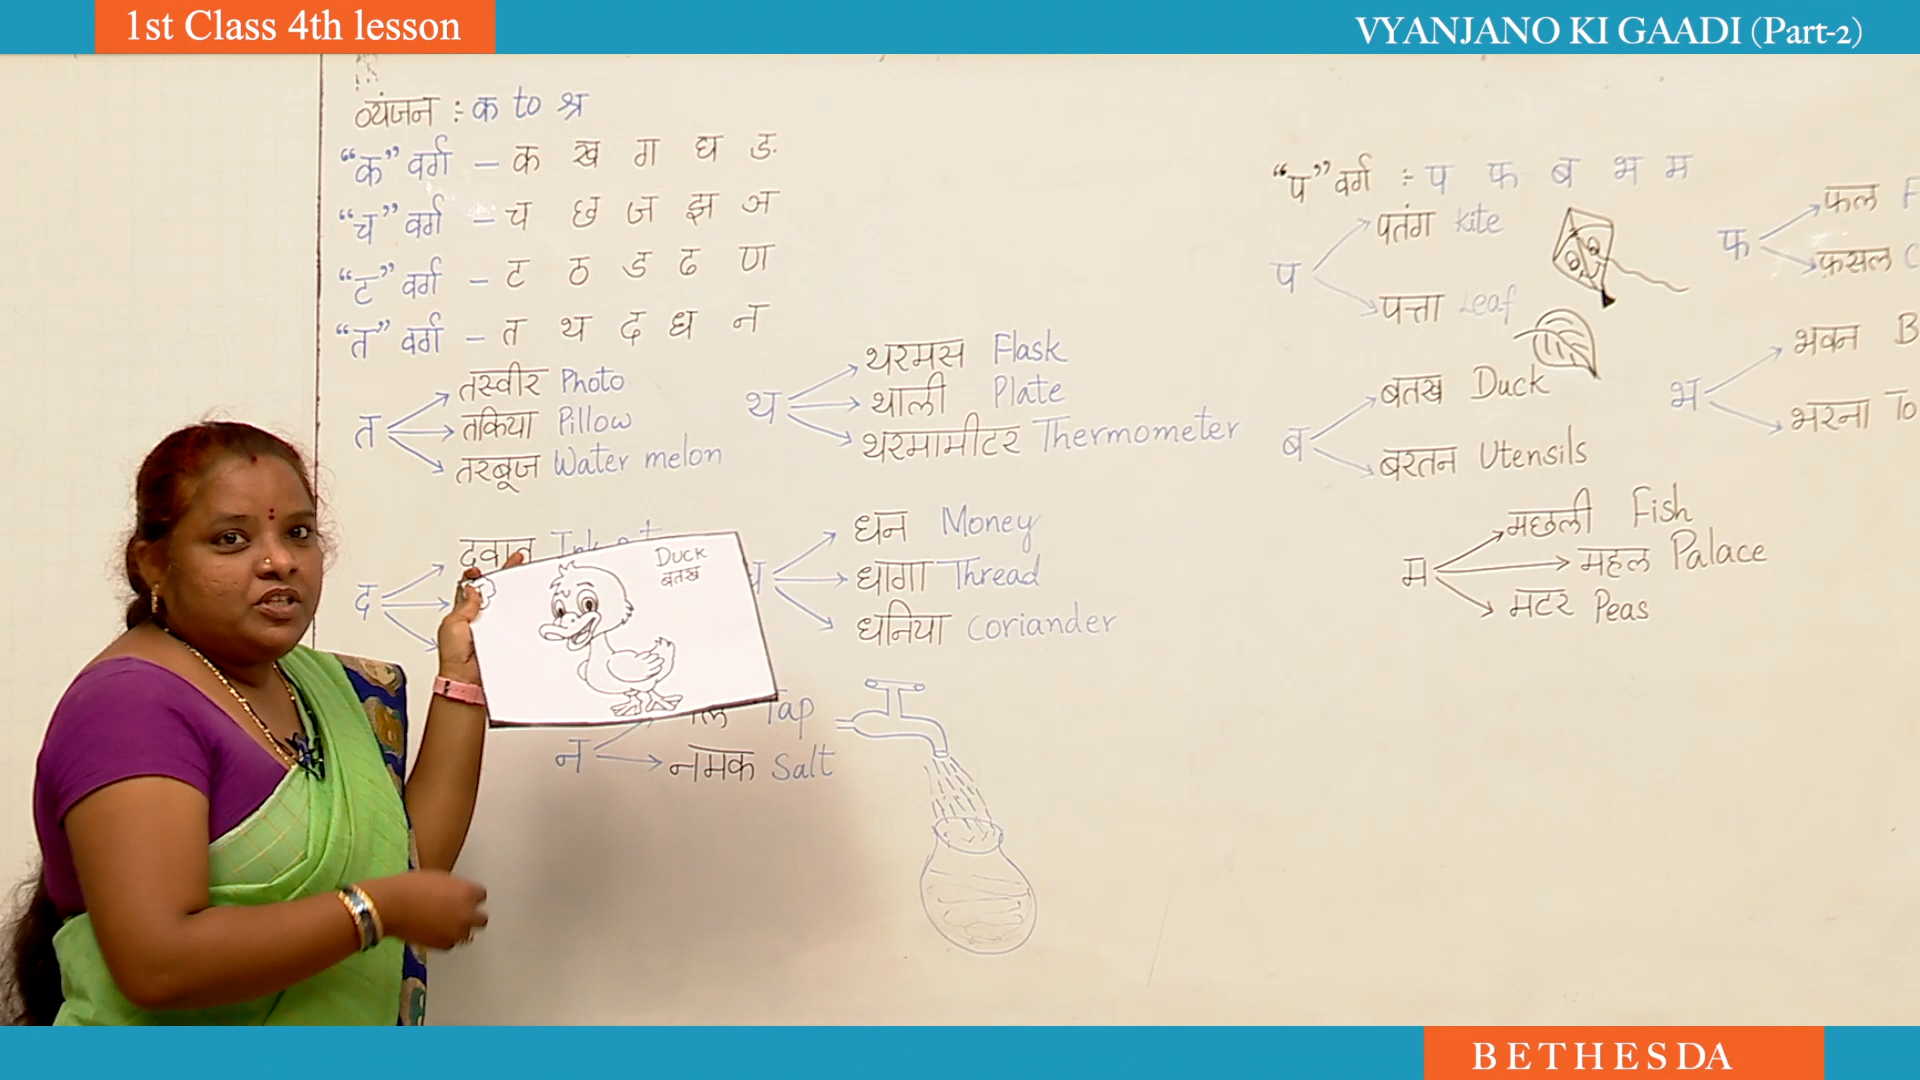 1st Class 4th lesson
VYANJANO KI GAADI (Part-2)
व्यंजन : क to श्र
“क” वर्ग – क ख ग घ ङ
“च” वर्ग – च छ ज झ ञ
“ट” वर्ग – ट ठ ड ढ ण
“त” वर्ग – त थ द ध न
त
तस्वीर Photo
तकिया Pillow
तरबूज Water melon
थ
थरमस Flask
थाली Plate
थरमामीटर Thermometer
द
दवात
धन Money
धागा Thread
धनिया Coriander
न
Tap
नमक Salt
DUCK
बतख
“प” वर्ग : प फ ब भ म
प
पतंग Kite
पत्ता Leaf
फ
फल F
फ़सल C
ब
बतख Duck
बरतन Utensils
भ
भवन B
भरना To
म
मछली Fish
महल Palace
मटर Peas
BETHESDA